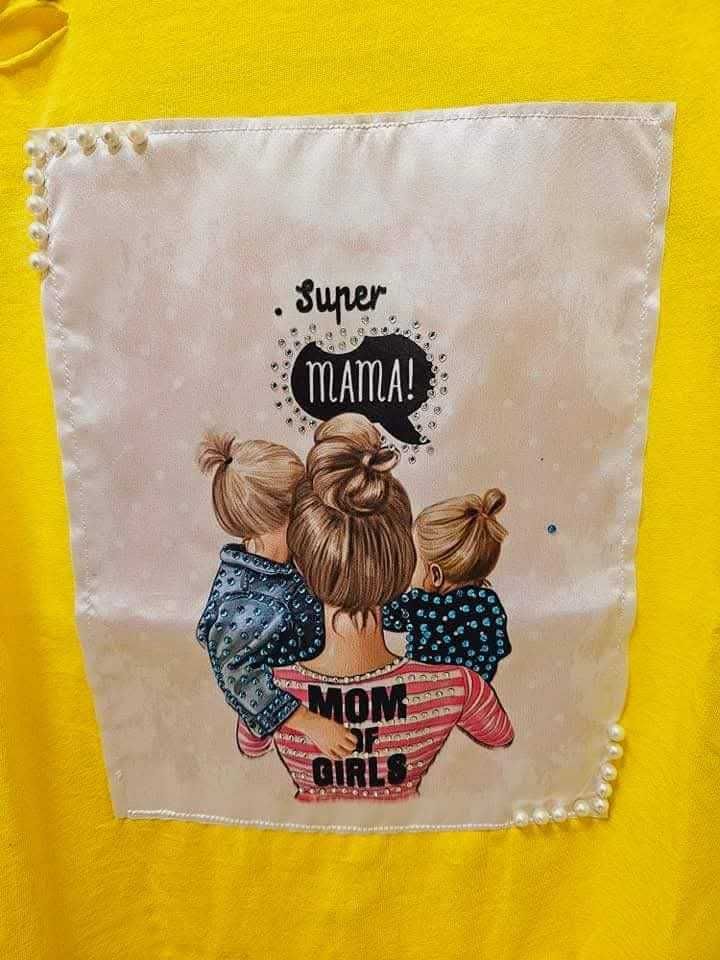 . Super
MAMA!
MOM
OF
GIRLS